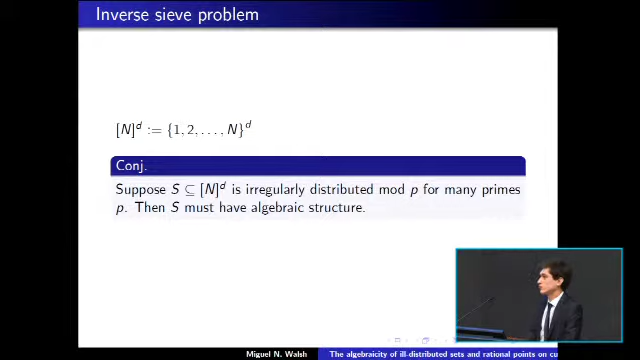 Inverse sieve problem
[N]ᵈ := {1, 2, . . . , N}ᵈ
Conj.
Suppose S ⊆ [N]ᵈ is irregularly distributed mod p for many primes
p. Then S must have algebraic structure.
Miguel N. Walsh The algebraicity of ill-distributed sets and rational points on cu